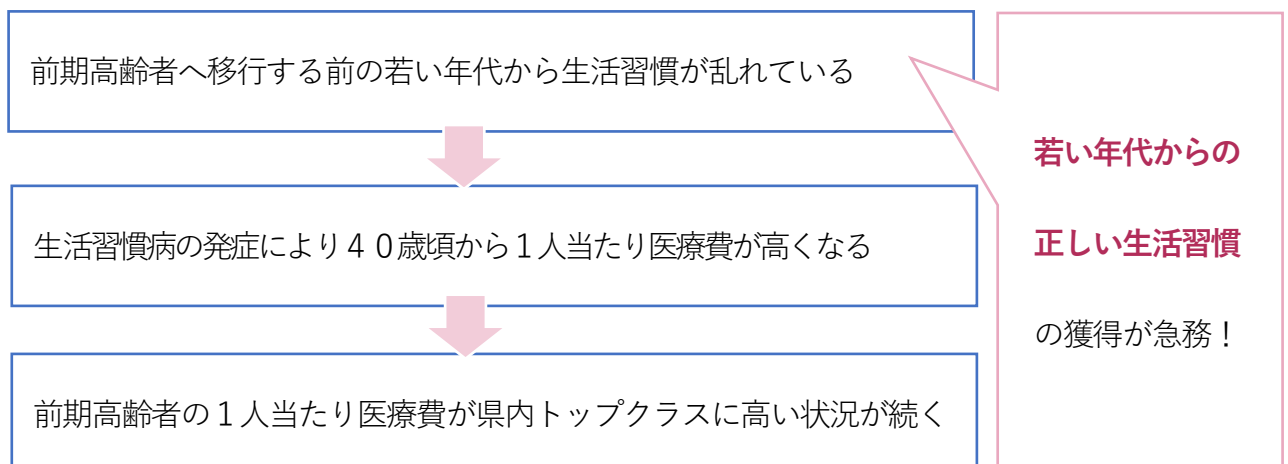 前期高齢者へ移行する前の若い年代から生活習慣が乱れている
生活習慣病の発症により４０歳頃から１人当たり医療費が高くなる
前期高齢者の１人当たり医療費が県内トップクラスに高い状況が続く
若い年代からの
正しい生活習慣
の獲得が急務！